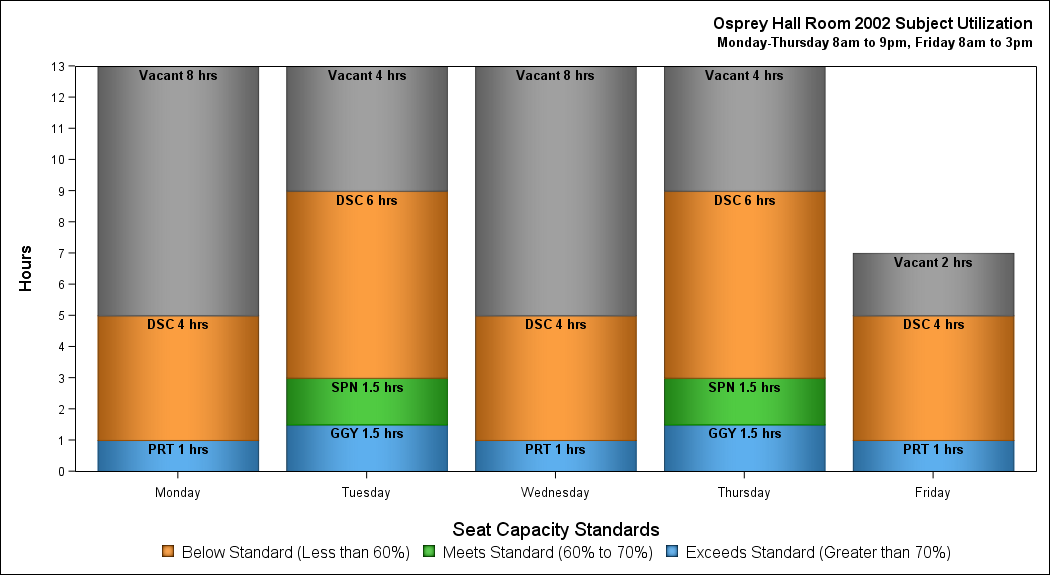 Osprey Hall Room 2002 Subject Utilization
Monday-Thursday 8am to 9pm, Friday 8am to 3pm
Hours
13
12
11
10
9
8
7
6
5
4
3
2
1
0
Vacant 8 hrs
DSC 4 hrs
PRT 1 hrs
Vacant 4 hrs
DSC 6 hrs
SPN 1.5 hrs
GGY 1.5 hrs
Vacant 8 hrs
DSC 4 hrs
PRT 1 hrs
Vacant 4 hrs
DSC 6 hrs
SPN 1.5 hrs
GGY 1.5 hrs
Vacant 2 hrs
DSC 4 hrs
PRT 1 hrs
Monday Tuesday Wednesday Thursday Friday
Seat Capacity Standards
Below Standard (Less than 60%) Meets Standard (60% to 70%) Exceeds Standard (Greater than 70%)